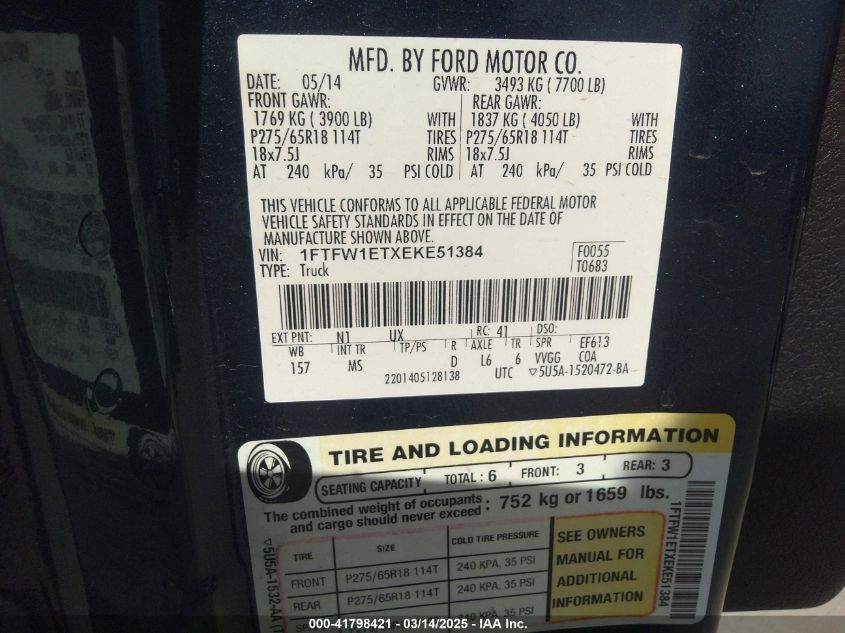 MFD. BY FORD MOTOR CO.
DATE: 05/14 GVWR: 3493 KG ( 7700 LB)
FRONT GAWR: REAR GAWR:
1769 KG ( 3900 LB) WITH 1837 KG ( 4050 LB) WITH
P275/65R18 114T TIRES P275/65R18 114T TIRES
18x7.5J RIMS 18x7.5J RIMS
AT 240 kPa/ 35 PSI COLD AT 240 kPa/ 35 PSI COLD
THIS VEHICLE CONFORMS TO ALL APPLICABLE FEDERAL MOTOR
VEHICLE SAFETY STANDARDS IN EFFECT ON THE DATE OF
MANUFACTURE SHOWN ABOVE.
VIN: 1FTFW1ETXEKE51384 F0055
TYPE: Truck T0683
EXT PNT: N1 UX RC: 41 DSO:
WB INT TR TP/PS R AXLE TR SPR EF613
157 MS D L6 6 VVGG COA
2201405128138 UTC ▽5U5A-1520472-BA
TIRE AND LOADING INFORMATION
SEATING CAPACITY TOTAL : 6 FRONT: 3 REAR: 3
The combined weight of occupants and cargo should never exceed : 752 kg or 1659 lbs.
TIRE SIZE COLD TIRE PRESSURE
FRONT P275/65R18 114T 240 KPA, 35 PSI
REAR P275/65R18 114T 240 KPA, 35 PSI
240 KPA, 35 PSI
SEE OWNERS
MANUAL FOR
ADDITIONAL
INFORMATION
1FTFW1ETXEKE51384
▽5U5A-1532-AA
000-41798421 - 03/14/2025 - IAA Inc.